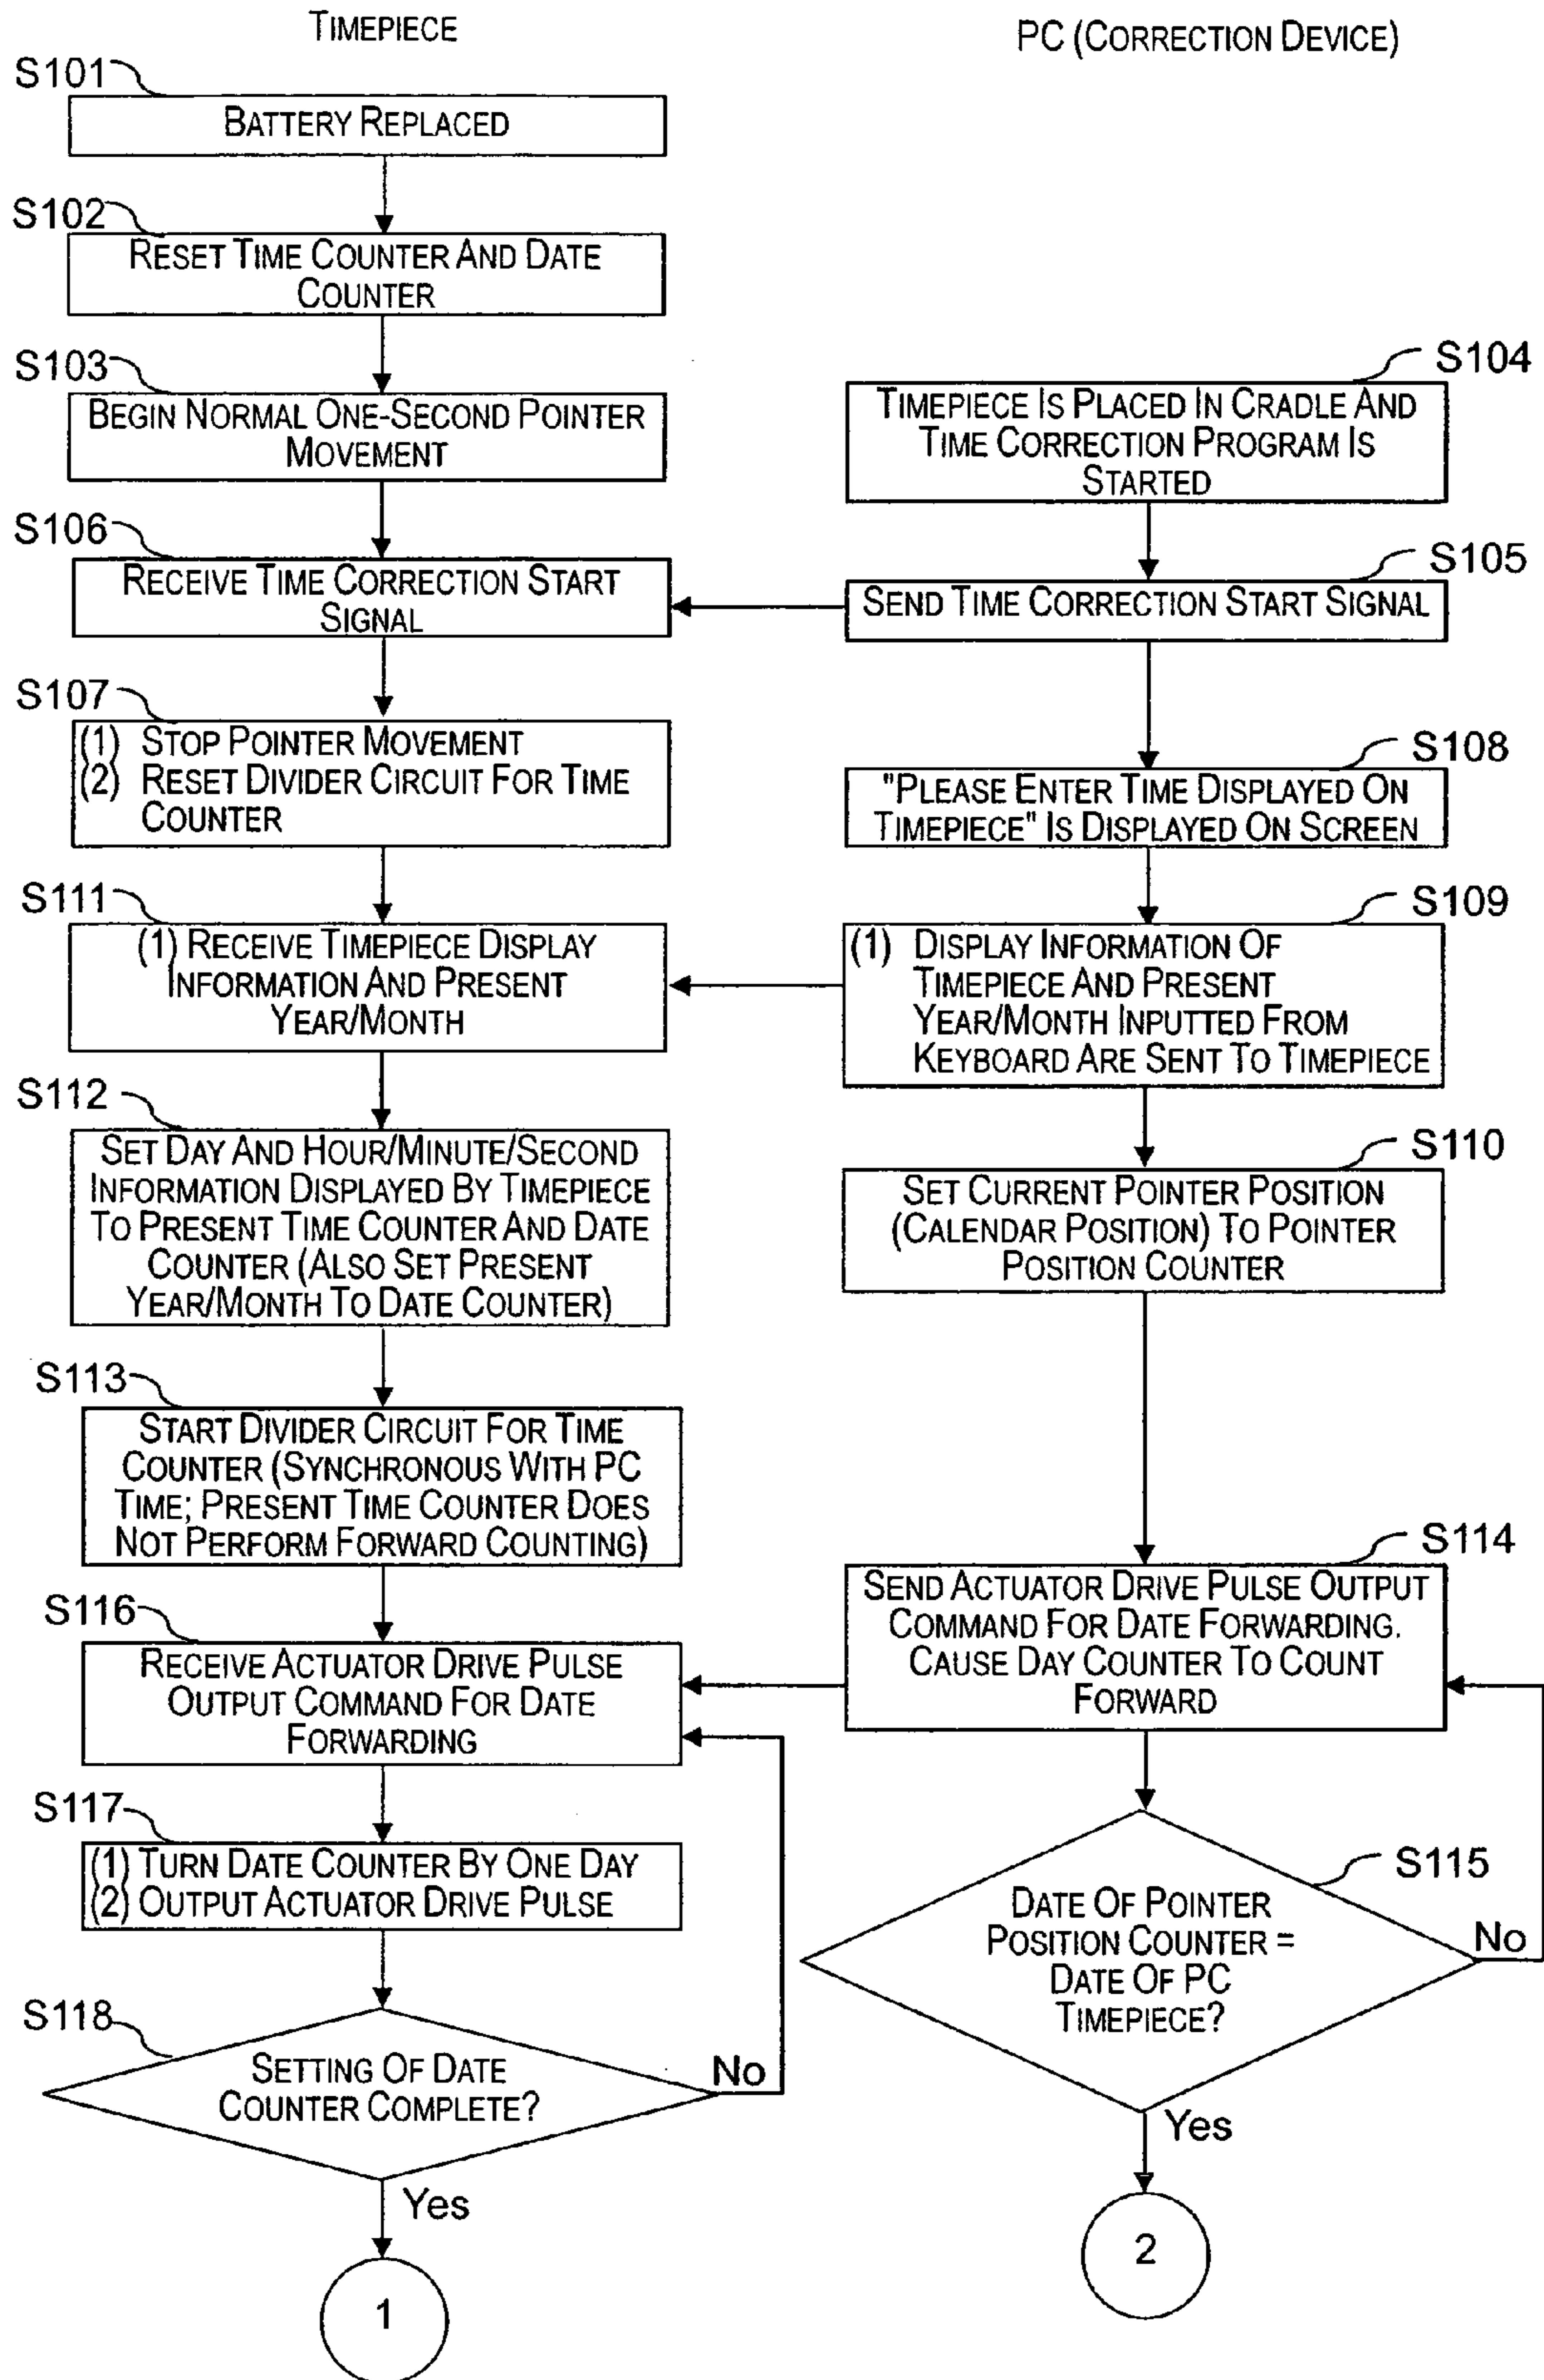 TIMEPIECE
PC (CORRECTION DEVICE)
S101
BATTERY REPLACED
S102
RESET TIME COUNTER AND DATE
COUNTER
S103
BEGIN NORMAL ONE-SECOND POINTER
MOVEMENT
S104
TIMEPIECE IS PLACED IN CRADLE AND
TIME CORRECTION PROGRAM IS
STARTED
S106
RECEIVE TIME CORRECTION START
SIGNAL
S105
SEND TIME CORRECTION START SIGNAL
S107
(1) STOP POINTER MOVEMENT
(2) RESET DIVIDER CIRCUIT FOR TIME
COUNTER
S108
"PLEASE ENTER TIME DISPLAYED ON
TIMEPIECE" IS DISPLAYED ON SCREEN
S111
(1) RECEIVE TIMEPIECE DISPLAY
INFORMATION AND PRESENT
YEAR/MONTH
S109
(1) DISPLAY INFORMATION OF
TIMEPIECE AND PRESENT
YEAR/MONTH INPUTTED FROM
KEYBOARD ARE SENT TO TIMEPIECE
S112
SET DAY AND HOUR/MINUTE/SECOND
INFORMATION DISPLAYED BY TIMEPIECE
TO PRESENT TIME COUNTER AND DATE
COUNTER (ALSO SET PRESENT
YEAR/MONTH TO DATE COUNTER)
S110
SET CURRENT POINTER POSITION
(CALENDAR POSITION) TO POINTER
POSITION COUNTER
S113
START DIVIDER CIRCUIT FOR TIME
COUNTER (SYNCHRONOUS WITH PC
TIME; PRESENT TIME COUNTER DOES
NOT PERFORM FORWARD COUNTING)
S114
SEND ACTUATOR DRIVE PULSE OUTPUT
COMMAND FOR DATE FORWARDING.
CAUSE DAY COUNTER TO COUNT
FORWARD
S116
RECEIVE ACTUATOR DRIVE PULSE
OUTPUT COMMAND FOR DATE
FORWARDING
S117
(1) TURN DATE COUNTER BY ONE DAY
(2) OUTPUT ACTUATOR DRIVE PULSE
S115
DATE OF POINTER
POSITION COUNTER =
DATE OF PC
TIMEPIECE?
No
Yes
2
S118
SETTING OF DATE
COUNTER COMPLETE?
No
Yes
1